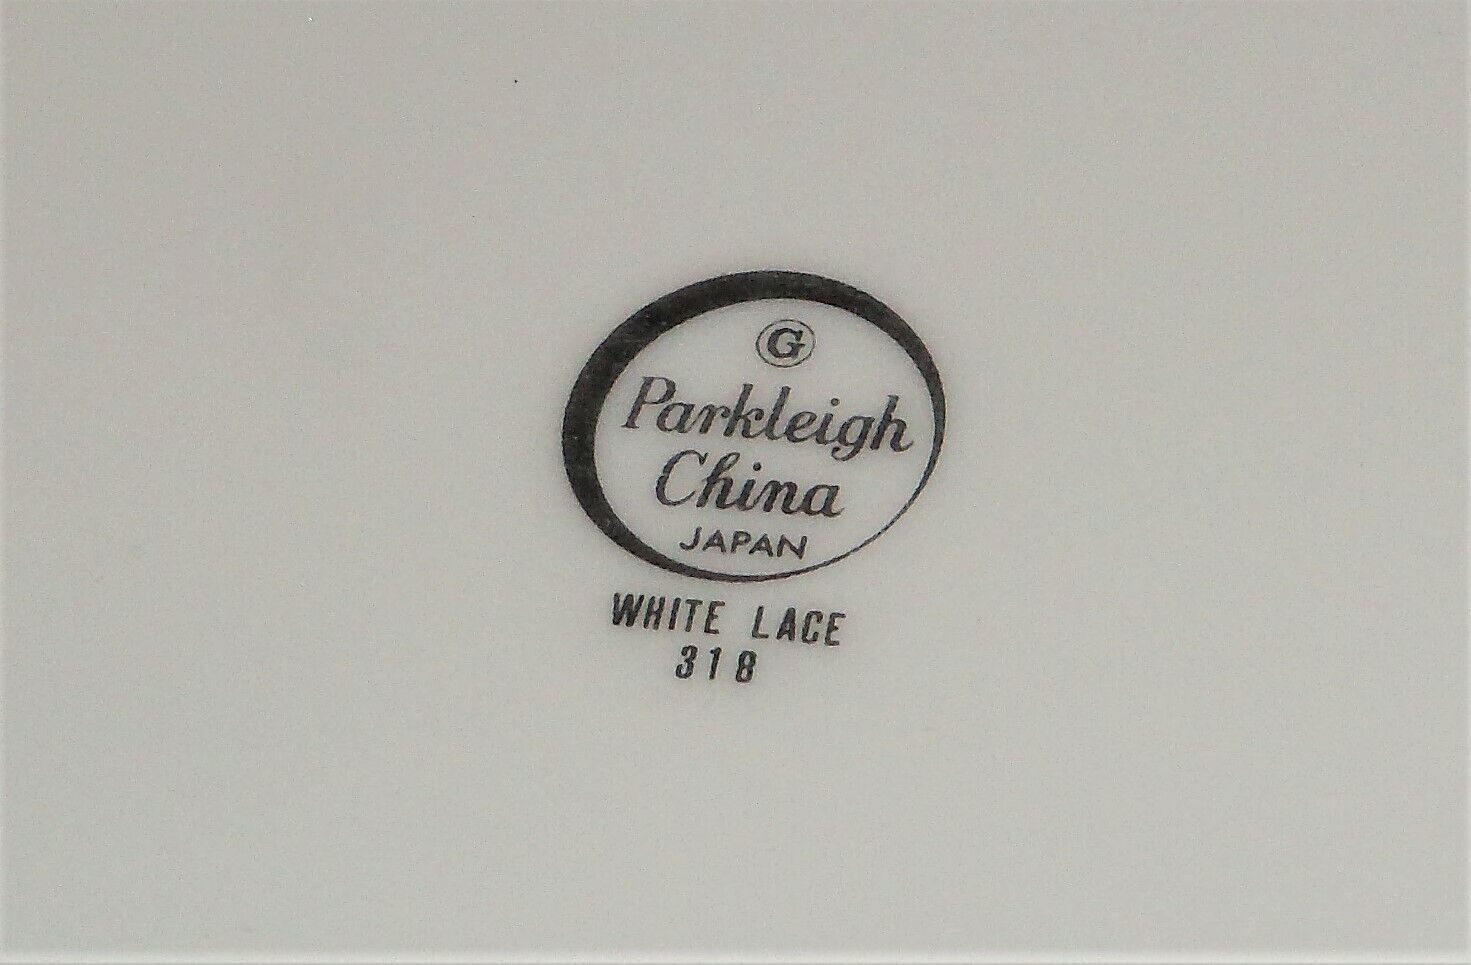 G
Parkleigh
China
JAPAN
WHITE LACE
318